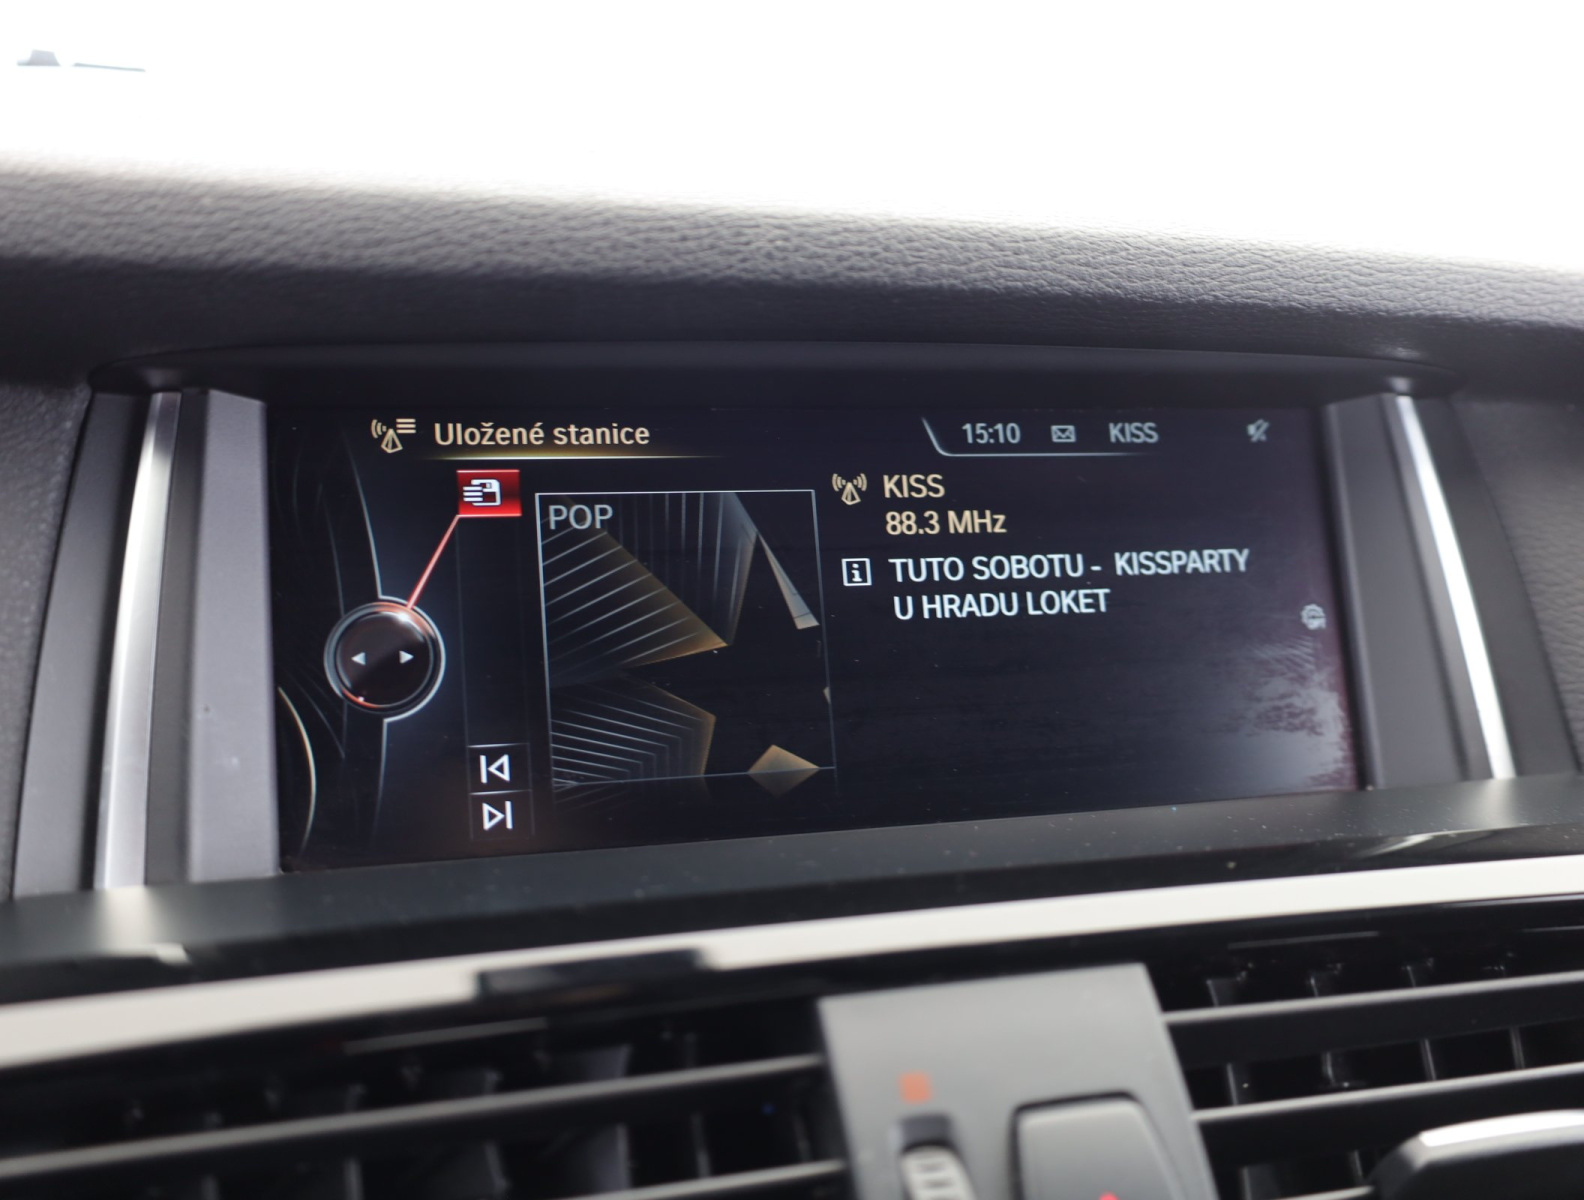 Uložené stanice
15:10 KISS
POP
KISS
88.3 MHz
TUTO SOBOTU - KISSPARTY
U HRADU LOKET